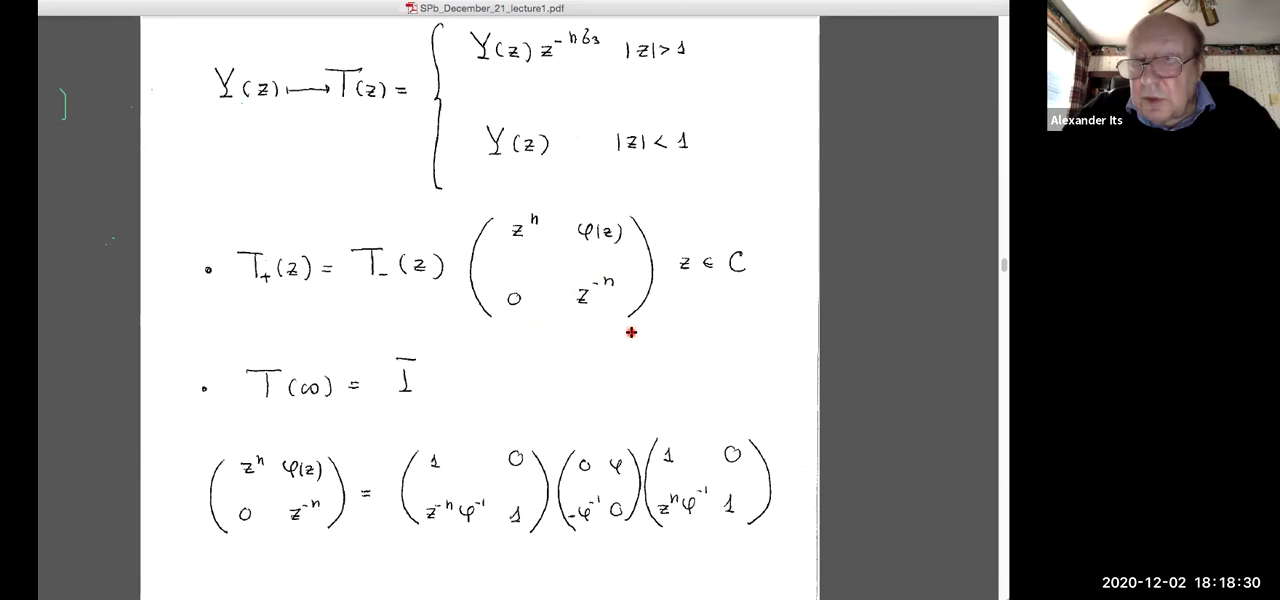 SPb_December_21_lecture1.pdf
Y(z) ⟼ T(z) = { Y(z) z^{-nσ₃} |z| > 1
Y(z) |z| < 1
Alexander Its
• T₊(z) = T₋(z) ( z^n φ(z) ; 0 z^{-n} ) z ∈ C
• T(∞) = I
( z^n φ(z) ; 0 z^{-n} ) = ( 1 0 ; z^{-n} φ^{-1} 1 ) ( 0 φ ; -φ^{-1} 0 ) ( 1 0 ; z^n φ^{-1} 1 )
2020-12-02 18:18:30